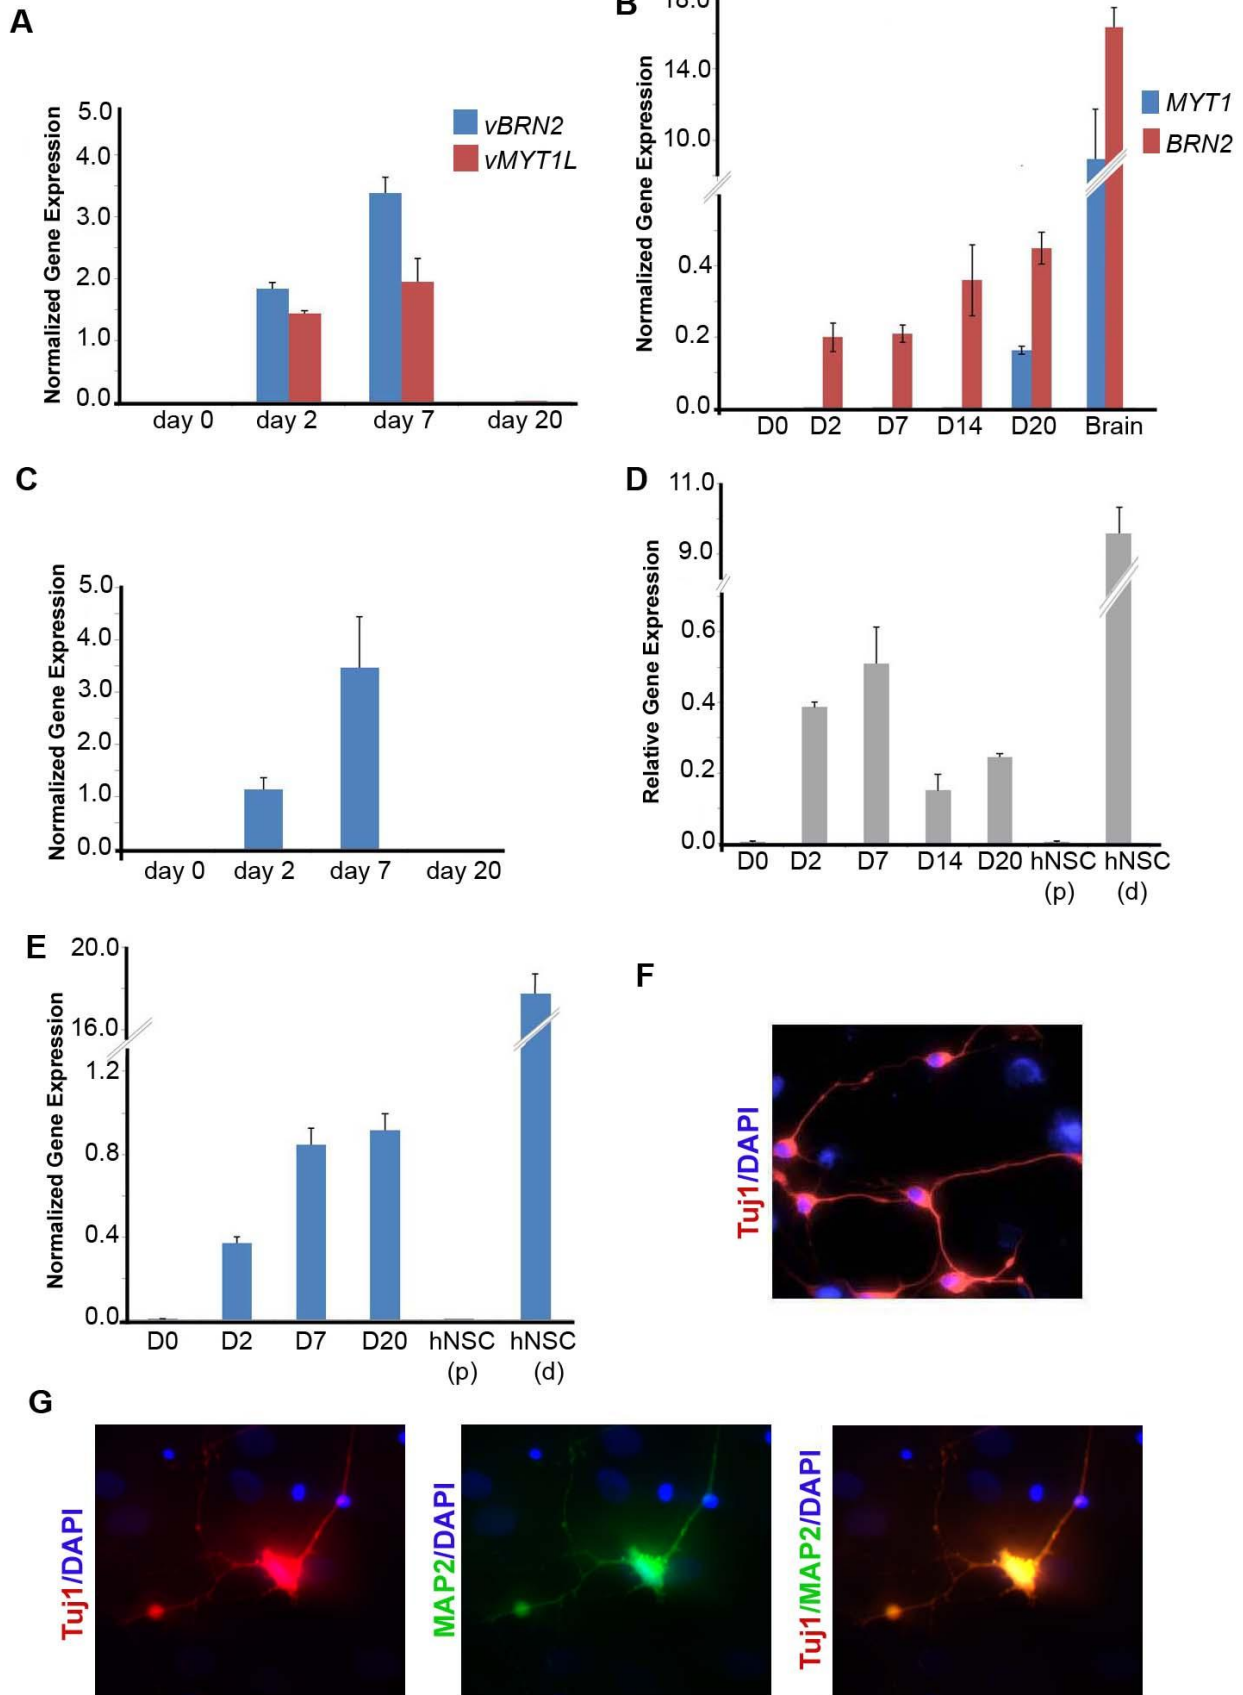 A
Normalized Gene Expression
5.0
4.0
3.0
2.0
1.0
0.0
vBRN2
vMYT1L
day 0
day 2
day 7
day 20
B
Normalized Gene Expression
18.0
14.0
10.0
0.4
0.2
0.0
MYT1
BRN2
D0
D2
D7
D14
D20
Brain
C
Normalized Gene Expression
5.0
4.0
3.0
2.0
1.0
0.0
day 0
day 2
day 7
day 20
D
Relative Gene Expression
11.0
9.0
0.6
0.4
0.2
0.0
D0
D2
D7
D14
D20
hNSC
(p)
hNSC
(d)
E
Normalized Gene Expression
20.0
16.0
1.2
0.8
0.4
0.0
D0
D2
D7
D20
hNSC
(p)
hNSC
(d)
F
Tuj1/DAPI
G
Tuj1/DAPI
MAP2/DAPI
Tuj1/MAP2/DAPI